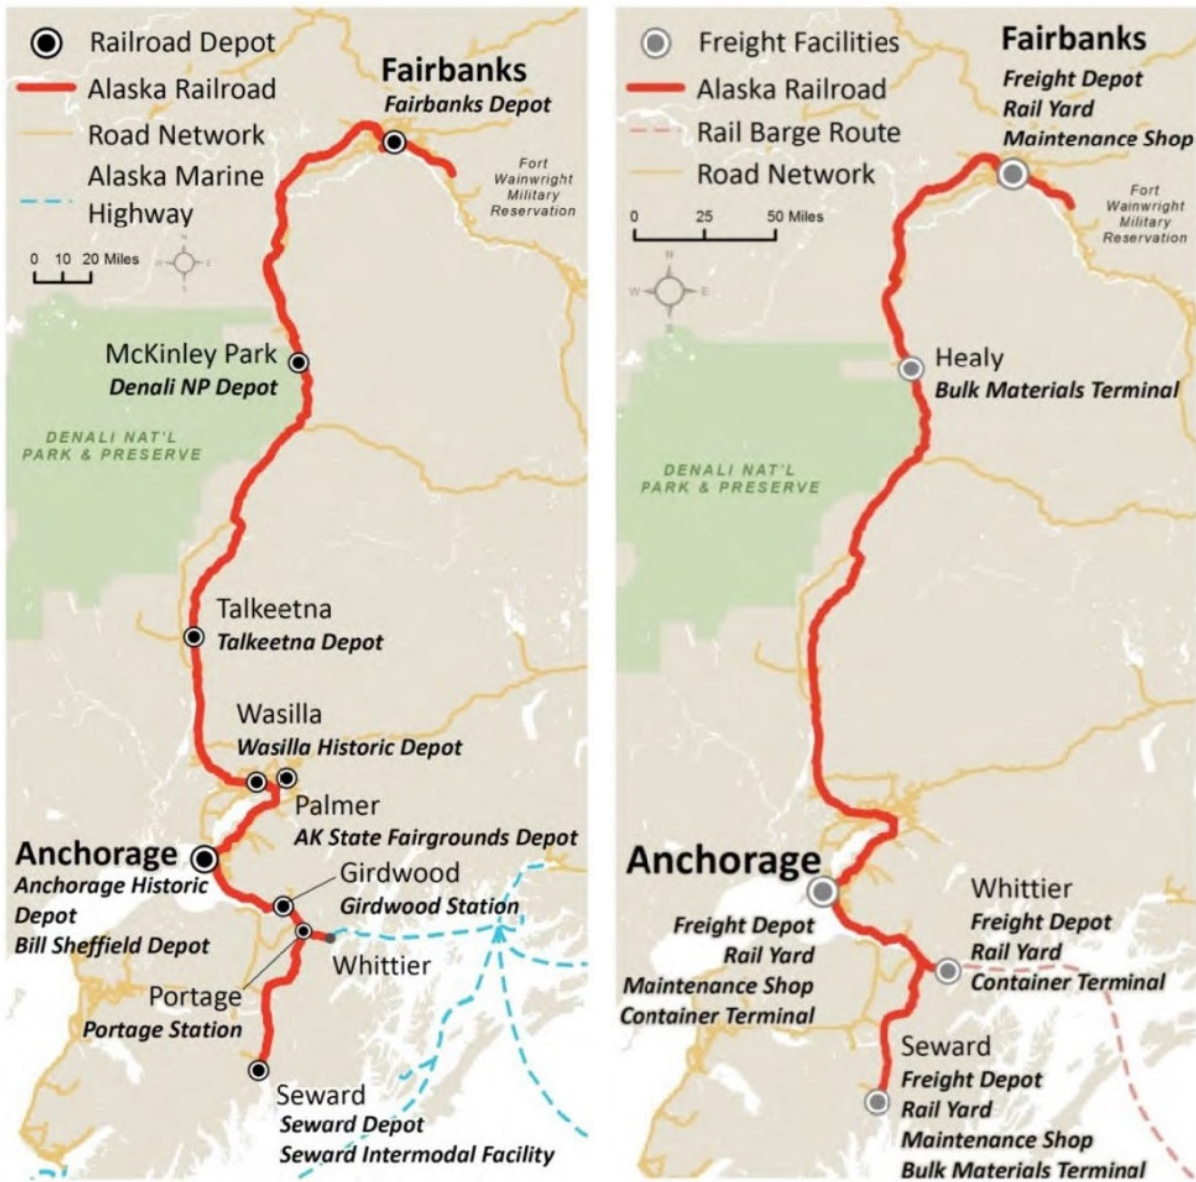 Railroad Depot
Alaska Railroad
Road Network
Alaska Marine
Highway
0 10 20 Miles
N
W E
S
Fairbanks
Fairbanks Depot
Fort
Wainwright
Military
Reservation
McKinley Park
Denali NP Depot
DENALI NAT'L
PARK & PRESERVE
Talkeetna
Talkeetna Depot
Wasilla
Wasilla Historic Depot
Palmer
AK State Fairgrounds Depot
Anchorage
Anchorage Historic
Depot
Bill Sheffield Depot
Girdwood
Girdwood Station
Whittier
Portage
Portage Station
Seward
Seward Depot
Seward Intermodal Facility
Freight Facilities
Alaska Railroad
Rail Barge Route
Road Network
0 25 50 Miles
N
W E
S
Fairbanks
Freight Depot
Rail Yard
Maintenance Shop
Fort
Wainwright
Military
Reservation
Healy
Bulk Materials Terminal
DENALI NAT'L
PARK & PRESERVE
Anchorage
Freight Depot
Rail Yard
Maintenance Shop
Container Terminal
Whittier
Freight Depot
Rail Yard
Container Terminal
Seward
Freight Depot
Rail Yard
Maintenance Shop
Bulk Materials Terminal